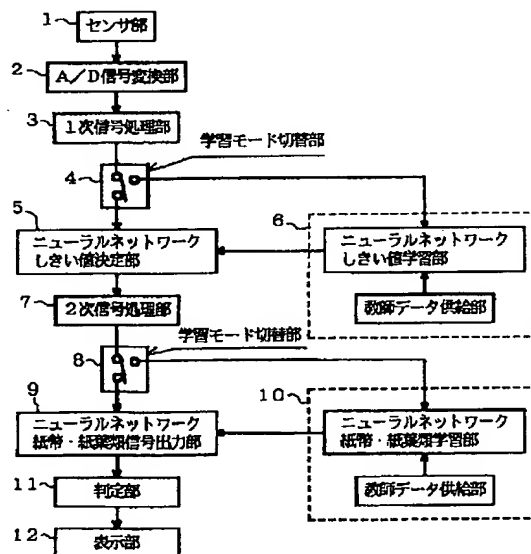 1
センサ部
2
A/D信号変換部
3
1次信号処理部
学習モード切替部
4
5
ニューラルネットワーク
しきい値決定部
6
ニューラルネットワーク
しきい値学習部
教師データ供給部
7
2次信号処理部
学習モード切替部
8
9
ニューラルネットワーク
紙幣・紙葉類信号出力部
10
ニューラルネットワーク
紙幣・紙葉類学習部
教師データ供給部
11
判定部
12
表示部